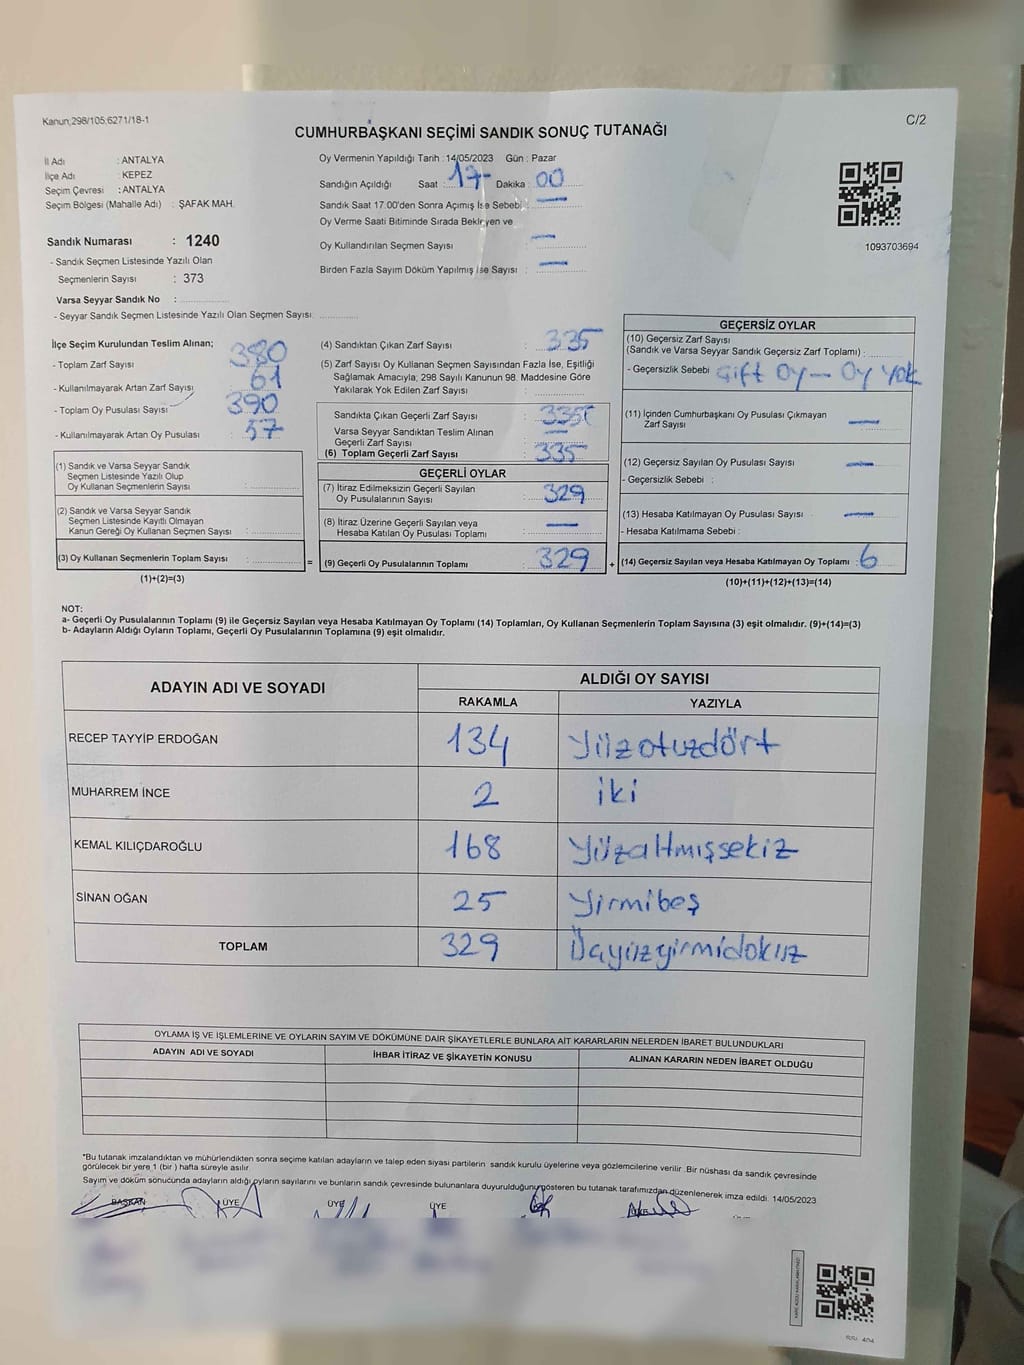 Kanun;298/105;6271/18-1
C/2
CUMHURBAŞKANI SEÇİMİ SANDIK SONUÇ TUTANAĞI
İl Adı : ANTALYA
İlçe Adı : KEPEZ
Seçim Çevresi : ANTALYA
Seçim Bölgesi (Mahalle Adı) : ŞAFAK MAH.
Oy Vermenin Yapıldığı Tarih : 14/05/2023 Gün : Pazar
Sandığın Açıldığı Saat : 17- Dakika : 00
Sandık Saat 17.00'den Sonra Açımış İse Sebebi : —
Oy Verme Saati Bitiminde Sırada Bekleyen ve
Oy Kullandırılan Seçmen Sayısı —
Birden Fazla Sayım Döküm Yapılmış İse Sayısı : —
1093703694
Sandık Numarası : 1240
- Sandık Seçmen Listesinde Yazılı Olan
Seçmenlerin Sayısı : 373
Varsa Seyyar Sandık No :
- Seyyar Sandık Seçmen Listesinde Yazılı Olan Seçmen Sayısı:
İlçe Seçim Kurulundan Teslim Alınan;
- Toplam Zarf Sayısı : 380
- Kullanılmayarak Artan Zarf Sayısı : 61
- Toplam Oy Pusulası Sayısı : 390
- Kullanılmayarak Artan Oy Pusulası : 57
(1) Sandık ve Varsa Seyyar Sandık
Seçmen Listesinde Yazılı Olup
Oy Kullanan Seçmenlerin Sayısı :
(2) Sandık ve Varsa Seyyar Sandık
Seçmen Listesinde Kayıtlı Olmayan
Kanun Gereği Oy Kullanan Seçmen Sayısı :
(3) Oy Kullanan Seçmenlerin Toplam Sayısı :
(1)+(2)=(3)
(4) Sandıktan Çıkan Zarf Sayısı : 335
(5) Zarf Sayısı Oy Kullanan Seçmen Sayısından Fazla İse, Eşitliği
Sağlamak Amacıyla; 298 Sayılı Kanunun 98. Maddesine Göre
Yakılarak Yok Edilen Zarf Sayısı :
Sandıkta Çıkan Geçerli Zarf Sayısı : 335
Varsa Seyyar Sandıktan Teslim Alınan
Geçerli Zarf Sayısı : —
(6) Toplam Geçerli Zarf Sayısı : 335
GEÇERLİ OYLAR
(7) İtiraz Edilmeksizin Geçerli Sayılan
Oy Pusulalarının Sayısı : 329
(8) İtiraz Üzerine Geçerli Sayılan veya
Hesaba Katılan Oy Pusulası Toplamı : —
= (9) Geçerli Oy Pusulalarının Toplamı : 329
GEÇERSİZ OYLAR
(10) Geçersiz Zarf Sayısı
(Sandık ve Varsa Seyyar Sandık Geçersiz Zarf Toplamı) :
- Geçersizlik Sebebi : Çift Oy — Oy Yok
(11) İçinden Cumhurbaşkanı Oy Pusulası Çıkmayan
Zarf Sayısı : —
(12) Geçersiz Sayılan Oy Pusulası Sayısı : —
- Geçersizlik Sebebi :
(13) Hesaba Katılmayan Oy Pusulası Sayısı : —
- Hesaba Katılmama Sebebi :
+ (14) Geçersiz Sayılan veya Hesaba Katılmayan Oy Toplamı : 6
(10)+(11)+(12)+(13)=(14)
NOT:
a- Geçerli Oy Pusulalarının Toplamı (9) ile Geçersiz Sayılan veya Hesaba Katılmayan Oy Toplamı (14) Toplamları, Oy Kullanan Seçmenlerin Toplam Sayısına (3) eşit olmalıdır. (9)+(14)=(3)
b- Adayların Aldığı Oyların Toplamı, Geçerli Oy Pusulalarının Toplamına (9) eşit olmalıdır.
ADAYIN ADI VE SOYADI
ALDIĞI OY SAYISI
RAKAMLA YAZIYLA
RECEP TAYYİP ERDOĞAN 134 Yüzotuzdört
MUHARREM İNCE 2 iki
KEMAL KILIÇDAROĞLU 168 Yüzaltmışsekiz
SİNAN OĞAN 25 Yirmibeş
TOPLAM 329 Üçyüzyirmidokuz
OYLAMA İŞ VE İŞLEMLERİNE VE OYLARIN SAYIM VE DÖKÜMÜNE DAİR ŞİKAYETLERLE BUNLARA AİT KARARLARIN NELERDEN İBARET BULUNDUKLARI
ADAYIN ADI VE SOYADI İHBAR İTİRAZ VE ŞİKAYETİN KONUSU ALINAN KARARIN NEDEN İBARET OLDUĞU
*Bu tutanak imzalandıktan ve mühürlendikten sonra seçime katılan adayların ve talep eden siyasi partilerin sandık kurulu üyelerine veya gözlemcilerine verilir. Bir nüshası da sandık çevresinde
görülecek bir yere 1 (bir) hafta süreyle asılır.
Sayım ve döküm sonucunda adayların aldığı oyların sayılarını ve bunların sandık çevresinde bulunanlara duyurulduğunu gösteren bu tutanak tarafımızdan düzenlenerek imza edildi. 14/05/2023
BAŞKAN ÜYE ÜYE ÜYE